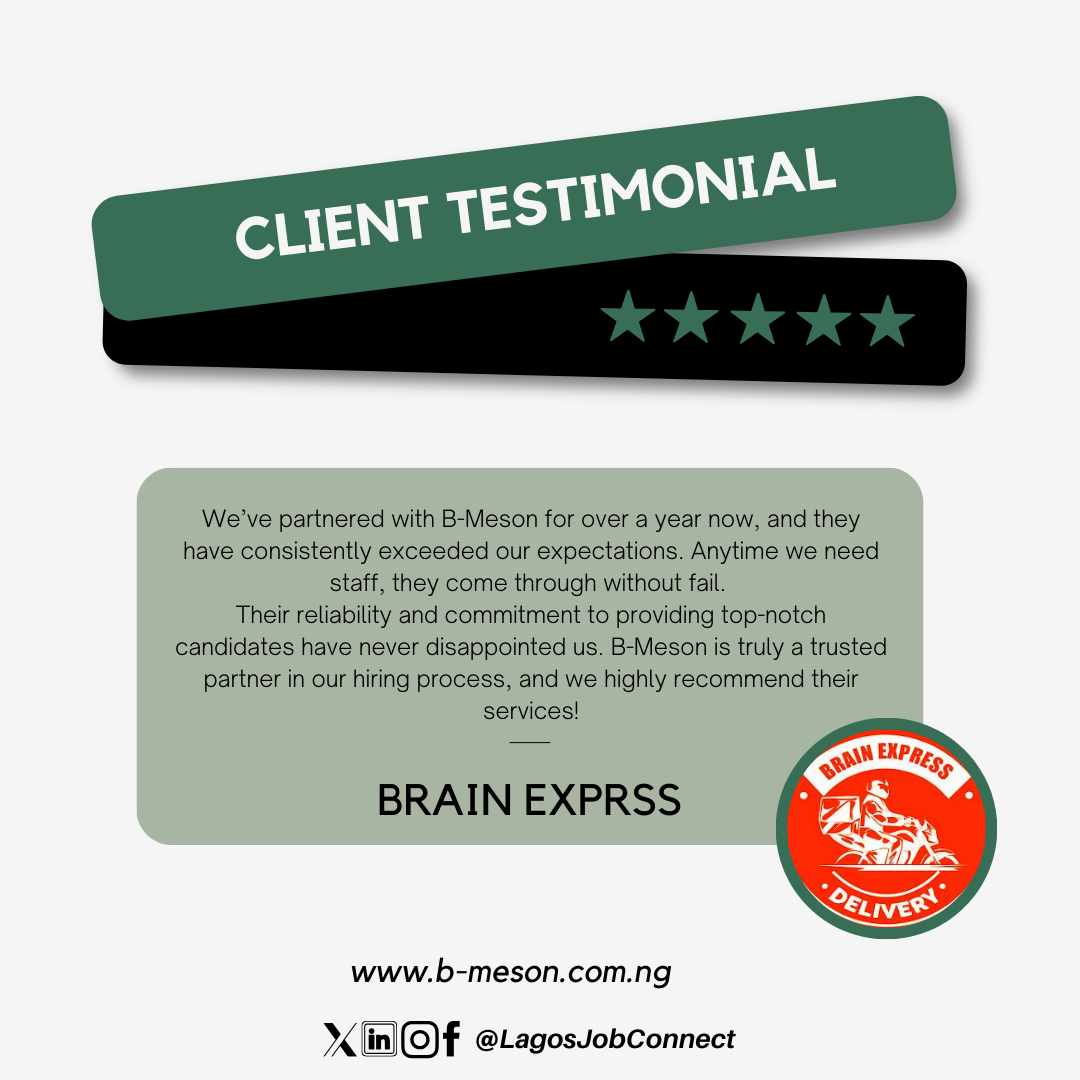 CLIENT TESTIMONIAL
We’ve partnered with B-Meson for over a year now, and they
have consistently exceeded our expectations. Anytime we need
staff, they come through without fail.
Their reliability and commitment to providing top-notch
candidates have never disappointed us. B-Meson is truly a trusted
partner in our hiring process, and we highly recommend their
services!
BRAIN EXPRSS
BRAIN EXPRESS
DELIVERY
www.b-meson.com.ng
@LagosJobConnect